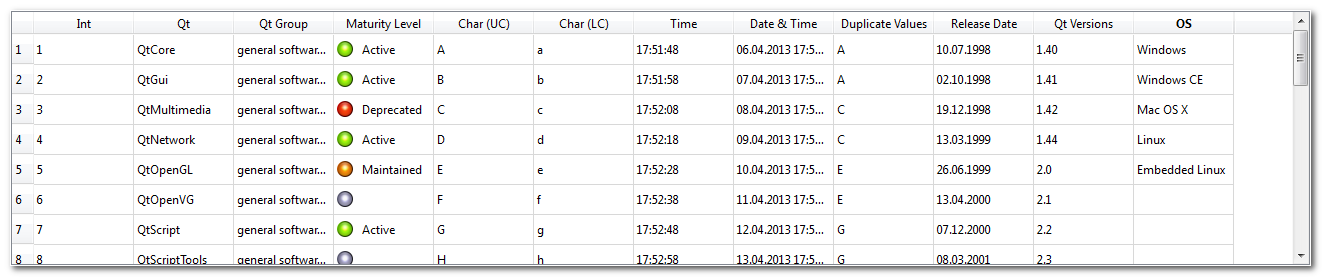 Int Qt Qt Group Maturity Level Char (UC) Char (LC) Time Date & Time Duplicate Values Release Date Qt Versions OS
1 1 QtCore general softwar... Active A a 17:51:48 06.04.2013 17:5... A 10.07.1998 1.40 Windows
2 2 QtGui general softwar... Active B b 17:51:58 07.04.2013 17:5... A 02.10.1998 1.41 Windows CE
3 3 QtMultimedia general softwar... Deprecated C c 17:52:08 08.04.2013 17:5... C 19.12.1998 1.42 Mac OS X
4 4 QtNetwork general softwar... Active D d 17:52:18 09.04.2013 17:5... C 13.03.1999 1.44 Linux
5 5 QtOpenGL general softwar... Maintained E e 17:52:28 10.04.2013 17:5... E 26.06.1999 2.0 Embedded Linux
6 6 QtOpenVG general softwar... F f 17:52:38 11.04.2013 17:5... E 13.04.2000 2.1
7 7 QtScript general softwar... Active G g 17:52:48 12.04.2013 17:5... G 07.12.2000 2.2
8 8 QtScriptTools general softwar... H h 17:52:58 13.04.2013 17:5... G 08.03.2001 2.3